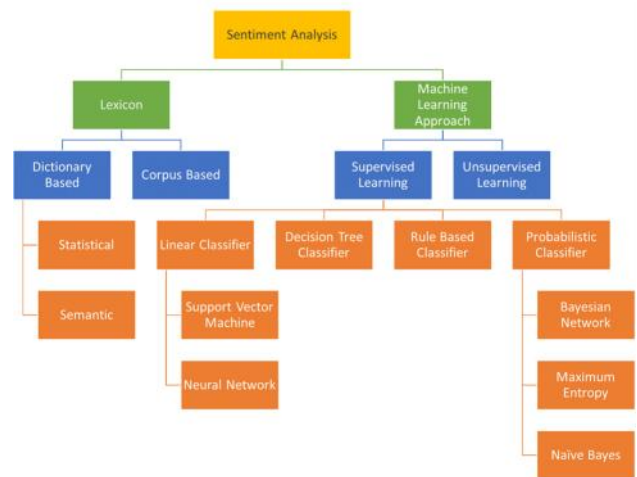 Sentiment Analysis
Lexicon
Machine
Learning
Approach
Dictionary
Based
Corpus Based
Supervised
Learning
Unsupervised
Learning
Statistical
Semantic
Linear Classifier
Decision Tree
Classifier
Rule Based
Classifier
Probabilistic
Classifier
Support Vector
Machine
Neural Network
Bayesian
Network
Maximum
Entropy
Naïve Bayes